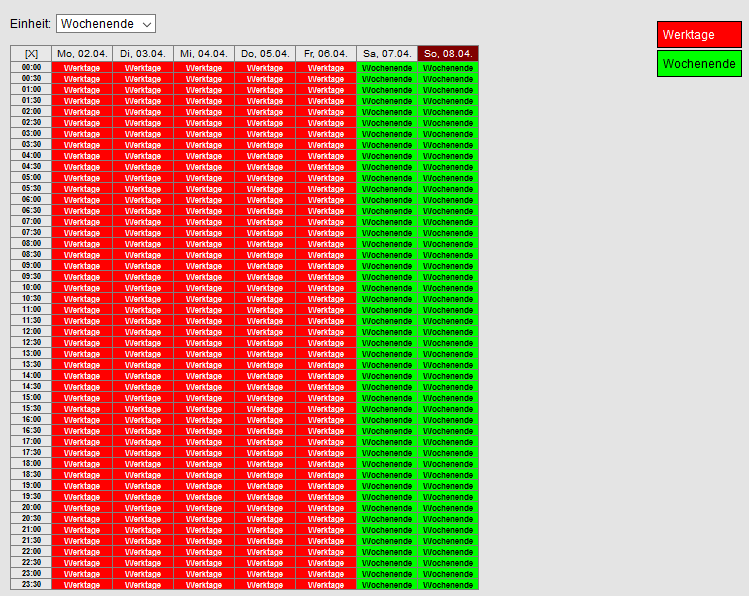 Einheit: Wochenende
Werktage
Wochenende
[X] Mo, 02.04. Di, 03.04. Mi, 04.04. Do, 05.04. Fr, 06.04. Sa, 07.04. So, 08.04.
00:00 Werktage Werktage Werktage Werktage Werktage Wochenende Wochenende
00:30 Werktage Werktage Werktage Werktage Werktage Wochenende Wochenende
01:00 Werktage Werktage Werktage Werktage Werktage Wochenende Wochenende
01:30 Werktage Werktage Werktage Werktage Werktage Wochenende Wochenende
02:00 Werktage Werktage Werktage Werktage Werktage Wochenende Wochenende
02:30 Werktage Werktage Werktage Werktage Werktage Wochenende Wochenende
03:00 Werktage Werktage Werktage Werktage Werktage Wochenende Wochenende
03:30 Werktage Werktage Werktage Werktage Werktage Wochenende Wochenende
04:00 Werktage Werktage Werktage Werktage Werktage Wochenende Wochenende
04:30 Werktage Werktage Werktage Werktage Werktage Wochenende Wochenende
05:00 Werktage Werktage Werktage Werktage Werktage Wochenende Wochenende
05:30 Werktage Werktage Werktage Werktage Werktage Wochenende Wochenende
06:00 Werktage Werktage Werktage Werktage Werktage Wochenende Wochenende
06:30 Werktage Werktage Werktage Werktage Werktage Wochenende Wochenende
07:00 Werktage Werktage Werktage Werktage Werktage Wochenende Wochenende
07:30 Werktage Werktage Werktage Werktage Werktage Wochenende Wochenende
08:00 Werktage Werktage Werktage Werktage Werktage Wochenende Wochenende
08:30 Werktage Werktage Werktage Werktage Werktage Wochenende Wochenende
09:00 Werktage Werktage Werktage Werktage Werktage Wochenende Wochenende
09:30 Werktage Werktage Werktage Werktage Werktage Wochenende Wochenende
10:00 Werktage Werktage Werktage Werktage Werktage Wochenende Wochenende
10:30 Werktage Werktage Werktage Werktage Werktage Wochenende Wochenende
11:00 Werktage Werktage Werktage Werktage Werktage Wochenende Wochenende
11:30 Werktage Werktage Werktage Werktage Werktage Wochenende Wochenende
12:00 Werktage Werktage Werktage Werktage Werktage Wochenende Wochenende
12:30 Werktage Werktage Werktage Werktage Werktage Wochenende Wochenende
13:00 Werktage Werktage Werktage Werktage Werktage Wochenende Wochenende
13:30 Werktage Werktage Werktage Werktage Werktage Wochenende Wochenende
14:00 Werktage Werktage Werktage Werktage Werktage Wochenende Wochenende
14:30 Werktage Werktage Werktage Werktage Werktage Wochenende Wochenende
15:00 Werktage Werktage Werktage Werktage Werktage Wochenende Wochenende
15:30 Werktage Werktage Werktage Werktage Werktage Wochenende Wochenende
16:00 Werktage Werktage Werktage Werktage Werktage Wochenende Wochenende
16:30 Werktage Werktage Werktage Werktage Werktage Wochenende Wochenende
17:00 Werktage Werktage Werktage Werktage Werktage Wochenende Wochenende
17:30 Werktage Werktage Werktage Werktage Werktage Wochenende Wochenende
18:00 Werktage Werktage Werktage Werktage Werktage Wochenende Wochenende
18:30 Werktage Werktage Werktage Werktage Werktage Wochenende Wochenende
19:00 Werktage Werktage Werktage Werktage Werktage Wochenende Wochenende
19:30 Werktage Werktage Werktage Werktage Werktage Wochenende Wochenende
20:00 Werktage Werktage Werktage Werktage Werktage Wochenende Wochenende
20:30 Werktage Werktage Werktage Werktage Werktage Wochenende Wochenende
21:00 Werktage Werktage Werktage Werktage Werktage Wochenende Wochenende
21:30 Werktage Werktage Werktage Werktage Werktage Wochenende Wochenende
22:00 Werktage Werktage Werktage Werktage Werktage Wochenende Wochenende
22:30 Werktage Werktage Werktage Werktage Werktage Wochenende Wochenende
23:00 Werktage Werktage Werktage Werktage Werktage Wochenende Wochenende
23:30 Werktage Werktage Werktage Werktage Werktage Wochenende Wochenende